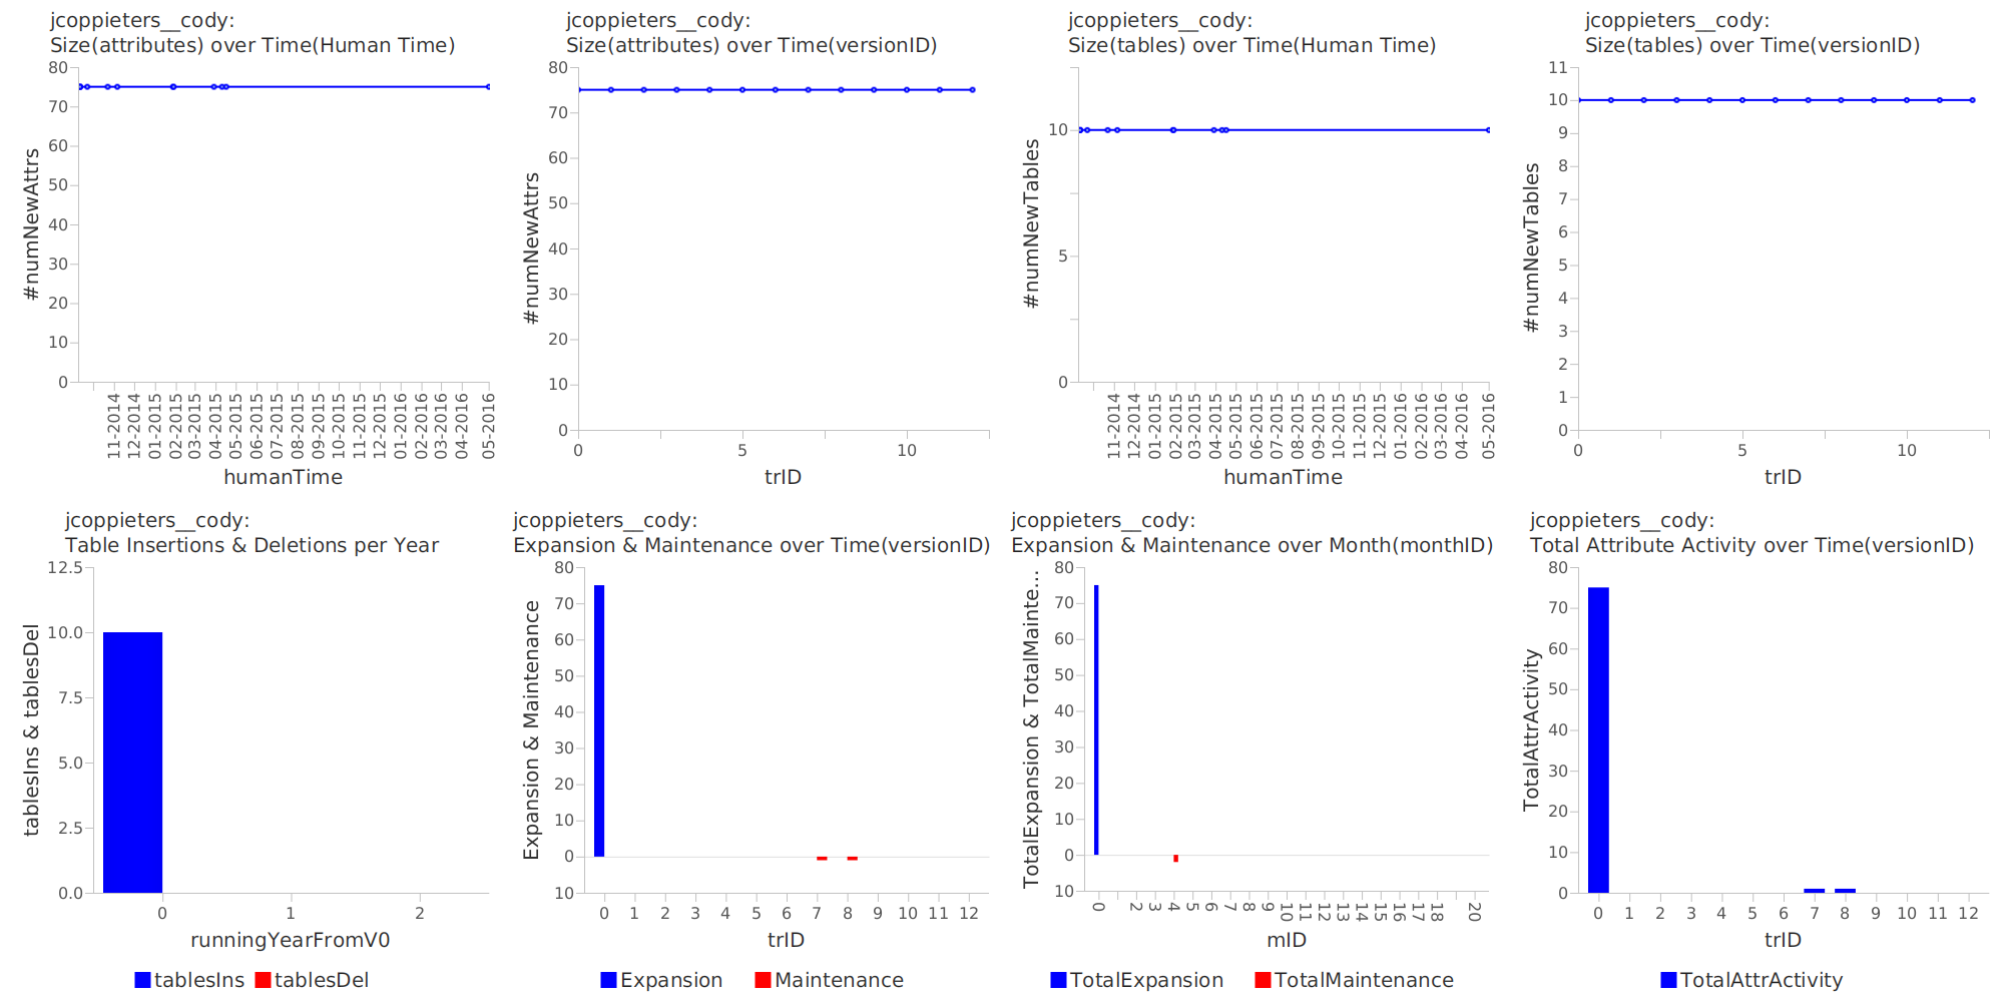 jcoppieters__cody:
Size(attributes) over Time(Human Time)
80
70
60
50
40
30
20
10
0
#numNewAttrs
11-2014
12-2014
01-2015
02-2015
03-2015
04-2015
05-2015
06-2015
07-2015
08-2015
09-2015
10-2015
11-2015
12-2015
01-2016
02-2016
03-2016
04-2016
05-2016
humanTime
jcoppieters__cody:
Size(attributes) over Time(versionID)
80
70
60
50
40
30
20
10
0
#numNewAttrs
0 5 10
trID
jcoppieters__cody:
Size(tables) over Time(Human Time)
10
5
0
#numNewTables
11-2014
12-2014
01-2015
02-2015
03-2015
04-2015
05-2015
06-2015
07-2015
08-2015
09-2015
10-2015
11-2015
12-2015
01-2016
02-2016
03-2016
04-2016
05-2016
humanTime
jcoppieters__cody:
Size(tables) over Time(versionID)
11
10
9
8
7
6
5
4
3
2
1
0
#numNewTables
0 5 10
trID
jcoppieters__cody:
Table Insertions & Deletions per Year
12.5
10.0
7.5
5.0
2.5
0.0
tablesIns & tablesDel
0 1 2
runningYearFromV0
tablesIns tablesDel
jcoppieters__cody:
Expansion & Maintenance over Time(versionID)
80
70
60
50
40
30
20
10
0
10
Expansion & Maintenance
0 1 2 3 4 5 6 7 8 9 10 11 12
trID
Expansion Maintenance
jcoppieters__cody:
Expansion & Maintenance over Month(monthID)
80
70
60
50
40
30
20
10
0
10
TotalExpansion & TotalMainte...
0 2 3 4 5 6 7 8 9 10 11 12 13 14 15 16 17 18 20
mID
TotalExpansion TotalMaintenance
jcoppieters__cody:
Total Attribute Activity over Time(versionID)
80
70
60
50
40
30
20
10
0
TotalAttrActivity
0 1 2 3 4 5 6 7 8 9 10 11 12
trID
TotalAttrActivity